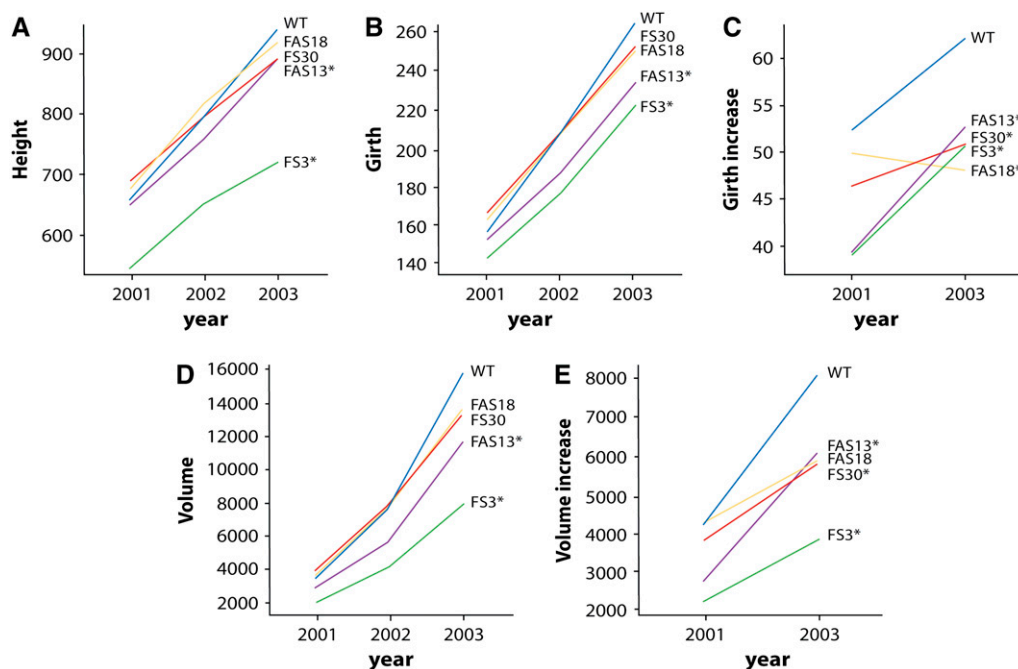 A
Height
900
800
700
600
WT
FAS18
FS30
FAS13*
FS3*
2001 2002 2003
year
B
Girth
260
240
220
200
180
160
140
WT
FS30
FAS18
FAS13*
FS3*
2001 2002 2003
year
C
Girth increase
60
55
50
45
40
WT
FAS13*
FS30*
FS3*
FAS18*
2001 2003
year
D
Volume
16000
14000
12000
10000
8000
6000
4000
2000
WT
FAS18
FS30
FAS13*
FS3*
2001 2002 2003
year
E
Volume increase
8000
7000
6000
5000
4000
3000
2000
WT
FAS13*
FAS18
FS30*
FS3*
2001 2003
year